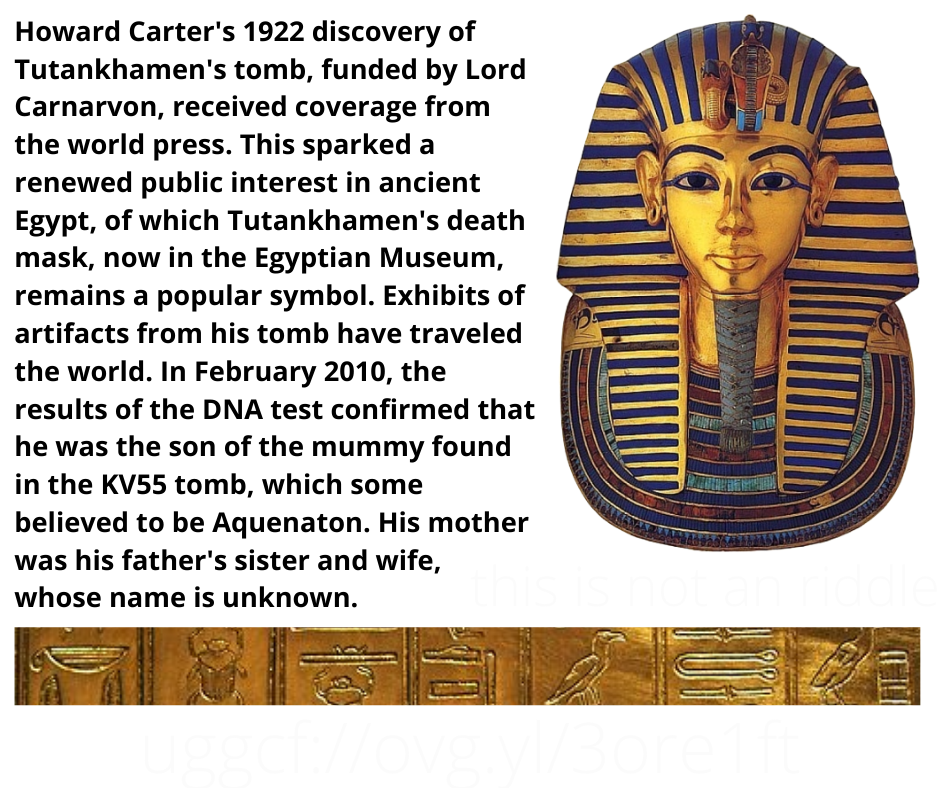 Howard Carter's 1922 discovery of
Tutankhamen's tomb, funded by Lord
Carnarvon, received coverage from
the world press. This sparked a
renewed public interest in ancient
Egypt, of which Tutankhamen's death
mask, now in the Egyptian Museum,
remains a popular symbol. Exhibits of
artifacts from his tomb have traveled
the world. In February 2010, the
results of the DNA test confirmed that
he was the son of the mummy found
in the KV55 tomb, which some
believed to be Aquenaton. His mother
was his father's sister and wife,
whose name is unknown.
this is not an riddle
uggcf://ovg.yl/3ore1ft